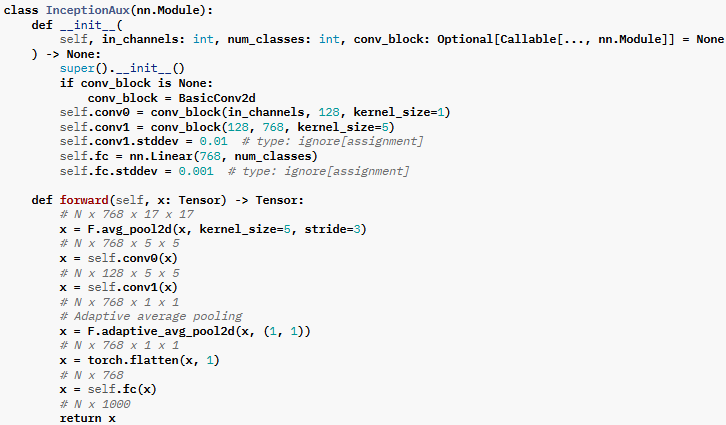 class InceptionAux(nn.Module):
    def __init__(
        self, in_channels: int, num_classes: int, conv_block: Optional[Callable[..., nn.Module]] = None
    ) -> None:
        super().__init__()
        if conv_block is None:
            conv_block = BasicConv2d
        self.conv0 = conv_block(in_channels, 128, kernel_size=1)
        self.conv1 = conv_block(128, 768, kernel_size=5)
        self.conv1.stddev = 0.01  # type: ignore[assignment]
        self.fc = nn.Linear(768, num_classes)
        self.fc.stddev = 0.001  # type: ignore[assignment]

    def forward(self, x: Tensor) -> Tensor:
        # N x 768 x 17 x 17
        x = F.avg_pool2d(x, kernel_size=5, stride=3)
        # N x 768 x 5 x 5
        x = self.conv0(x)
        # N x 128 x 5 x 5
        x = self.conv1(x)
        # N x 768 x 1 x 1
        # Adaptive average pooling
        x = F.adaptive_avg_pool2d(x, (1, 1))
        # N x 768 x 1 x 1
        x = torch.flatten(x, 1)
        # N x 768
        x = self.fc(x)
        # N x 1000
        return x